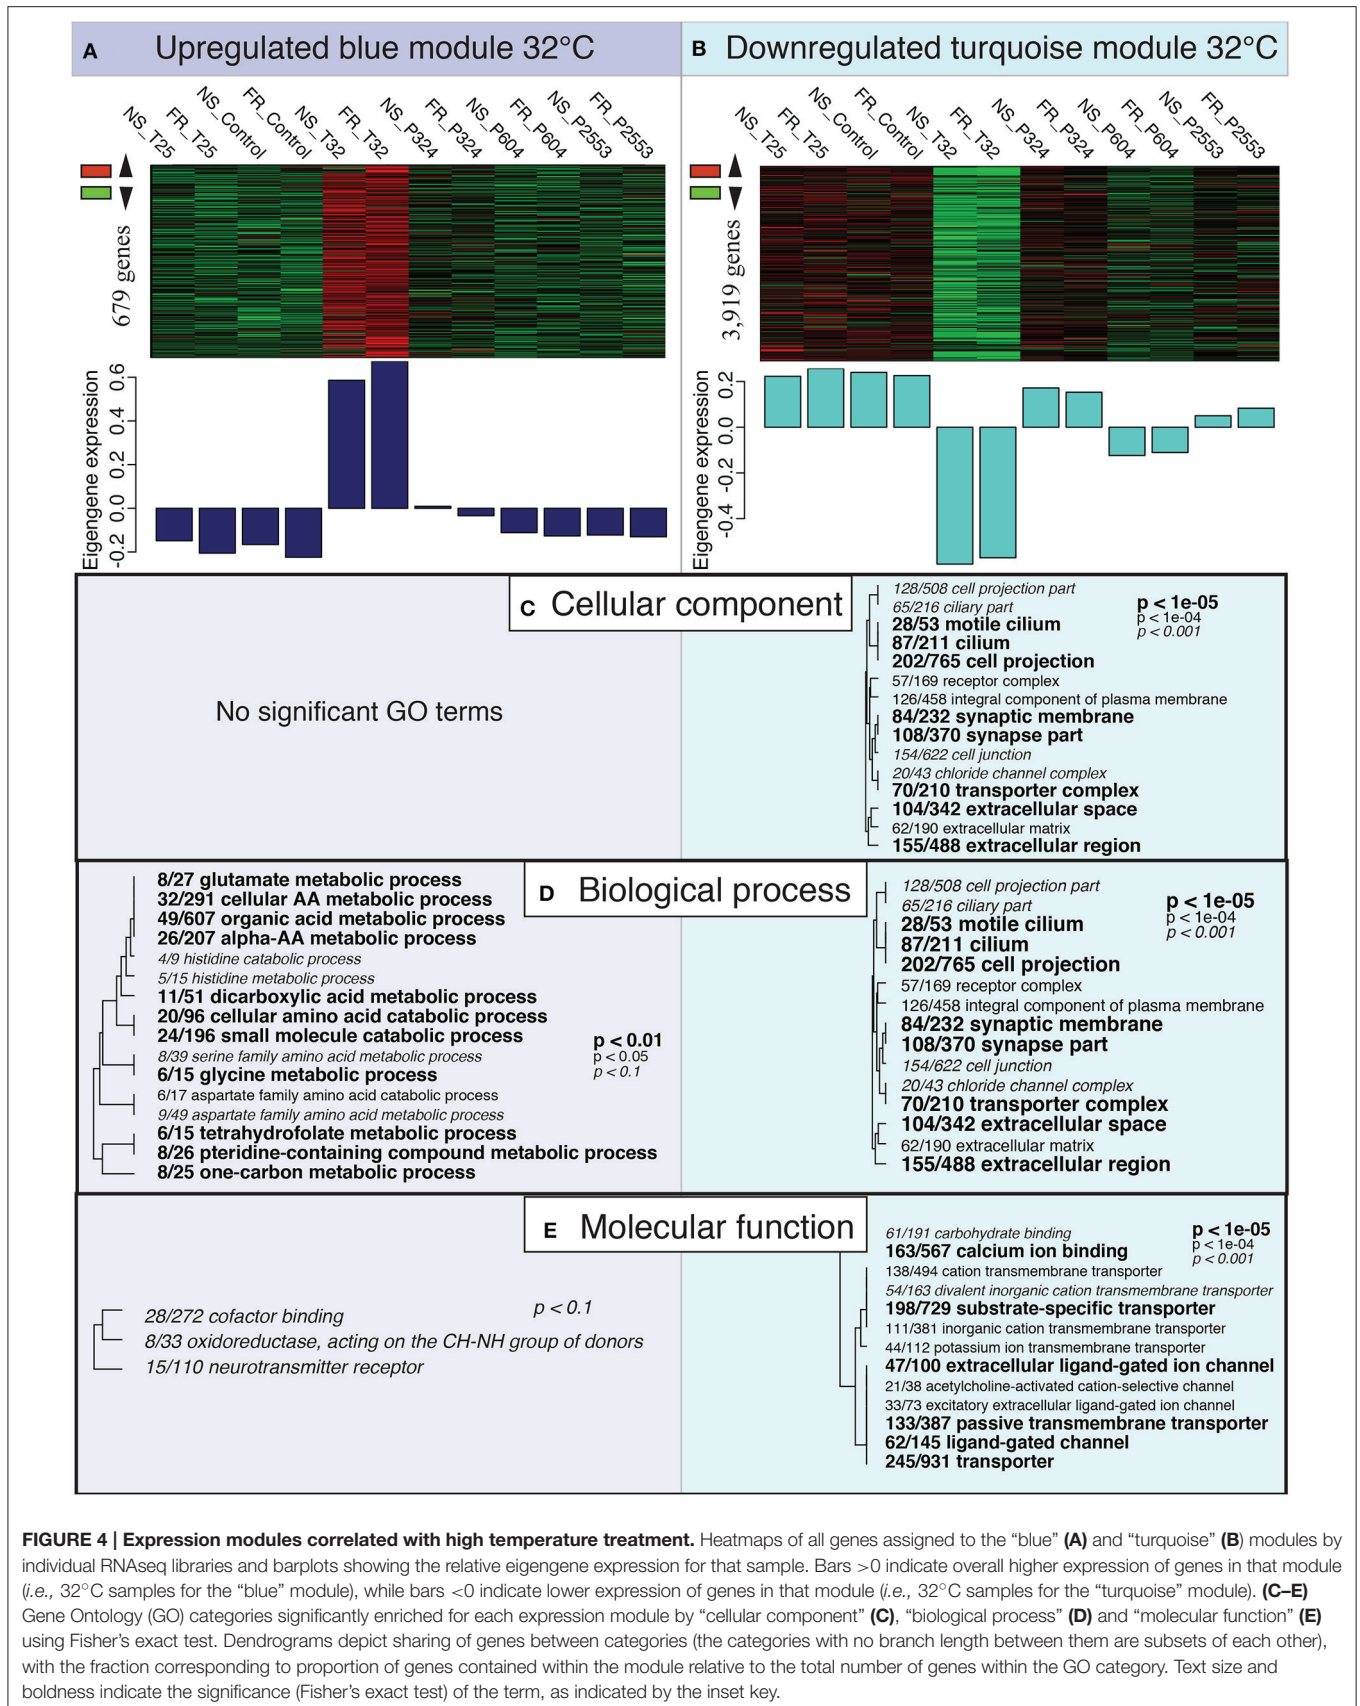 A Upregulated blue module 32°C
NS_T25
FR_T25
NS_Control
FR_Control
NS_T32
FR_T32
NS_P324
FR_P324
NS_P604
FR_P604
NS_P2553
FR_P2553
679 genes
Eigengene expression
0.6
0.4
0.2
0.0
-0.2
B Downregulated turquoise module 32°C
NS_T25
FR_T25
NS_Control
FR_Control
NS_T32
FR_T32
NS_P324
FR_P324
NS_P604
FR_P604
NS_P2553
FR_P2553
3,919 genes
Eigengene expression
0.2
0.0
-0.2
-0.4
C Cellular component
No significant GO terms
128/508 cell projection part
65/216 ciliary part
28/53 motile cilium
87/211 cilium
202/765 cell projection
57/169 receptor complex
126/458 integral component of plasma membrane
84/232 synaptic membrane
108/370 synapse part
154/622 cell junction
20/43 chloride channel complex
70/210 transporter complex
104/342 extracellular space
62/190 extracellular matrix
155/488 extracellular region
p < 1e-05
p < 1e-04
p < 0.001
D Biological process
8/27 glutamate metabolic process
32/291 cellular AA metabolic process
49/607 organic acid metabolic process
26/207 alpha-AA metabolic process
4/9 histidine catabolic process
5/15 histidine metabolic process
11/51 dicarboxylic acid metabolic process
20/96 cellular amino acid catabolic process
24/196 small molecule catabolic process
8/39 serine family amino acid metabolic process
6/15 glycine metabolic process
6/17 aspartate family amino acid catabolic process
9/49 aspartate family amino acid metabolic process
6/15 tetrahydrofolate metabolic process
8/26 pteridine-containing compound metabolic process
8/25 one-carbon metabolic process
p < 0.01
p < 0.05
p < 0.1
128/508 cell projection part
65/216 ciliary part
28/53 motile cilium
87/211 cilium
202/765 cell projection
57/169 receptor complex
126/458 integral component of plasma membrane
84/232 synaptic membrane
108/370 synapse part
154/622 cell junction
20/43 chloride channel complex
70/210 transporter complex
104/342 extracellular space
62/190 extracellular matrix
155/488 extracellular region
p < 1e-05
p < 1e-04
p < 0.001
E Molecular function
28/272 cofactor binding
8/33 oxidoreductase, acting on the CH-NH group of donors
15/110 neurotransmitter receptor
p < 0.1
61/191 carbohydrate binding
163/567 calcium ion binding
138/494 cation transmembrane transporter
54/163 divalent inorganic cation transmembrane transporter
198/729 substrate-specific transporter
111/381 inorganic cation transmembrane transporter
44/112 potassium ion transmembrane transporter
47/100 extracellular ligand-gated ion channel
21/38 acetylcholine-activated cation-selective channel
33/73 excitatory extracellular ligand-gated ion channel
133/387 passive transmembrane transporter
62/145 ligand-gated channel
245/931 transporter
p < 1e-05
p < 1e-04
p < 0.001
FIGURE 4 | Expression modules correlated with high temperature treatment. Heatmaps of all genes assigned to the “blue” (A) and “turquoise” (B) modules by
individual RNAseq libraries and barplots showing the relative eigengene expression for that sample. Bars >0 indicate overall higher expression of genes in that module
(i.e., 32°C samples for the “blue” module), while bars <0 indicate lower expression of genes in that module (i.e., 32°C samples for the “turquoise” module). (C–E)
Gene Ontology (GO) categories significantly enriched for each expression module by “cellular component” (C), “biological process” (D) and “molecular function” (E)
using Fisher’s exact test. Dendrograms depict sharing of genes between categories (the categories with no branch length between them are subsets of each other),
with the fraction corresponding to proportion of genes contained within the module relative to the total number of genes within the GO category. Text size and
boldness indicate the significance (Fisher’s exact test) of the term, as indicated by the inset key.